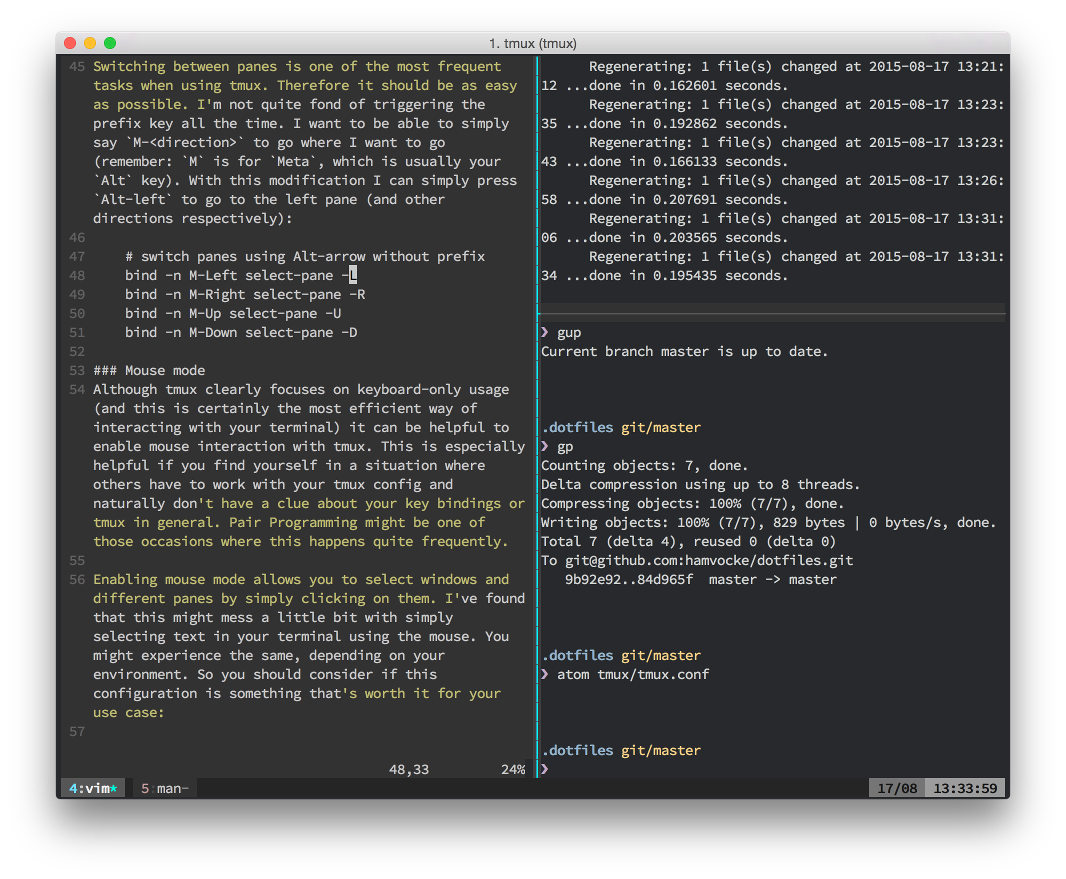 1. tmux (tmux)
45 Switching between panes is one of the most frequent
tasks when using tmux. Therefore it should be as easy
as possible. I'm not quite fond of triggering the
prefix key all the time. I want to be able to simply
say `M-<direction>` to go where I want to go
(remember: `M` is for `Meta`, which is usually your
`Alt` key). With this modification I can simply press
`Alt-left` to go to the left pane (and other
directions respectively):
46
47     # switch panes using Alt-arrow without prefix
48     bind -n M-Left select-pane -L
49     bind -n M-Right select-pane -R
50     bind -n M-Up select-pane -U
51     bind -n M-Down select-pane -D
52
53 ### Mouse mode
54 Although tmux clearly focuses on keyboard-only usage
(and this is certainly the most efficient way of
interacting with your terminal) it can be helpful to
enable mouse interaction with tmux. This is especially
helpful if you find yourself in a situation where
others have to work with your tmux config and
naturally don't have a clue about your key bindings or
tmux in general. Pair Programming might be one of
those occasions where this happens quite frequently.
55
56 Enabling mouse mode allows you to select windows and
different panes by simply clicking on them. I've found
that this might mess a little bit with simply
selecting text in your terminal using the mouse. You
might experience the same, depending on your
environment. So you should consider if this
configuration is something that's worth it for your
use case:
57
48,33 24%
Regenerating: 1 file(s) changed at 2015-08-17 13:21:
12 ...done in 0.162601 seconds.
Regenerating: 1 file(s) changed at 2015-08-17 13:23:
35 ...done in 0.192862 seconds.
Regenerating: 1 file(s) changed at 2015-08-17 13:23:
43 ...done in 0.166133 seconds.
Regenerating: 1 file(s) changed at 2015-08-17 13:26:
58 ...done in 0.207691 seconds.
Regenerating: 1 file(s) changed at 2015-08-17 13:31:
06 ...done in 0.203565 seconds.
Regenerating: 1 file(s) changed at 2015-08-17 13:31:
34 ...done in 0.195435 seconds.
❯ gup
Current branch master is up to date.
.dotfiles git/master
❯ gp
Counting objects: 7, done.
Delta compression using up to 8 threads.
Compressing objects: 100% (7/7), done.
Writing objects: 100% (7/7), 829 bytes | 0 bytes/s, done.
Total 7 (delta 4), reused 0 (delta 0)
To git@github.com:hamvocke/dotfiles.git
9b92e92..84d965f  master -> master
.dotfiles git/master
❯ atom tmux/tmux.conf
.dotfiles git/master
❯
4:vim* 5:man- 17/08 13:33:59